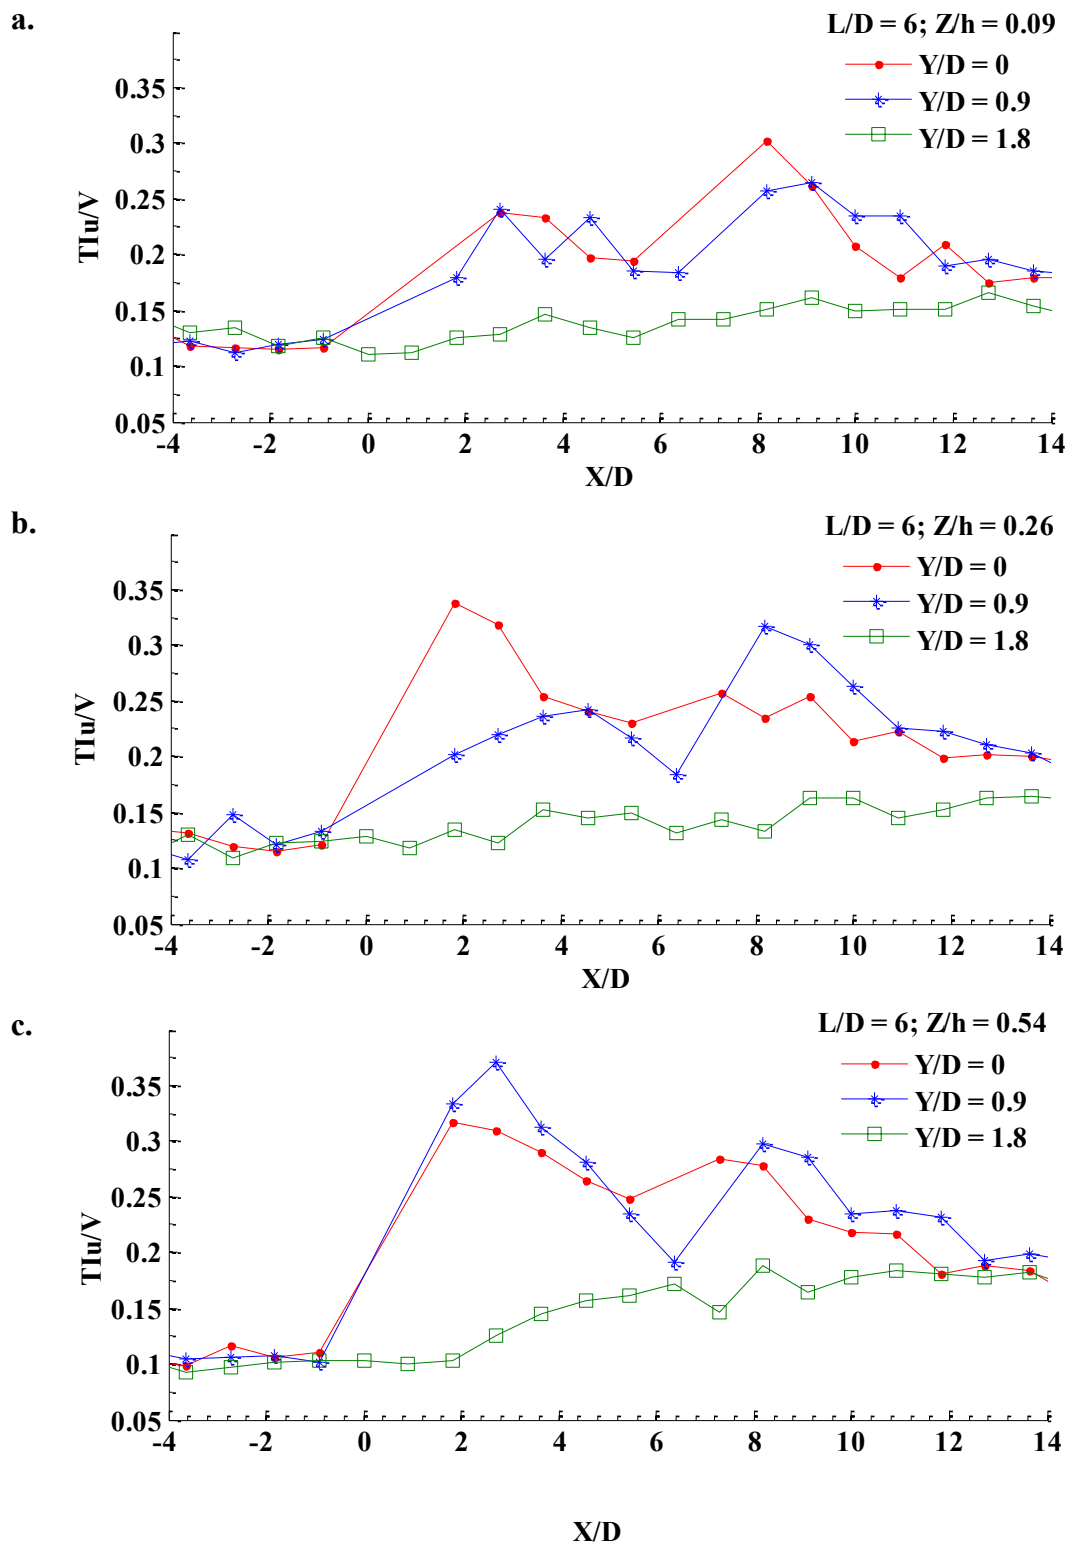 a.
L/D = 6; Z/h = 0.09
Y/D = 0
Y/D = 0.9
Y/D = 1.8
0.35
0.3
0.25
0.2
0.15
0.1
0.05
TIu/V
-4 -2 0 2 4 6 8 10 12 14
X/D
b.
L/D = 6; Z/h = 0.26
Y/D = 0
Y/D = 0.9
Y/D = 1.8
0.35
0.3
0.25
0.2
0.15
0.1
0.05
TIu/V
-4 -2 0 2 4 6 8 10 12 14
X/D
c.
L/D = 6; Z/h = 0.54
Y/D = 0
Y/D = 0.9
Y/D = 1.8
0.35
0.3
0.25
0.2
0.15
0.1
0.05
TIu/V
-4 -2 0 2 4 6 8 10 12 14
X/D
X/D